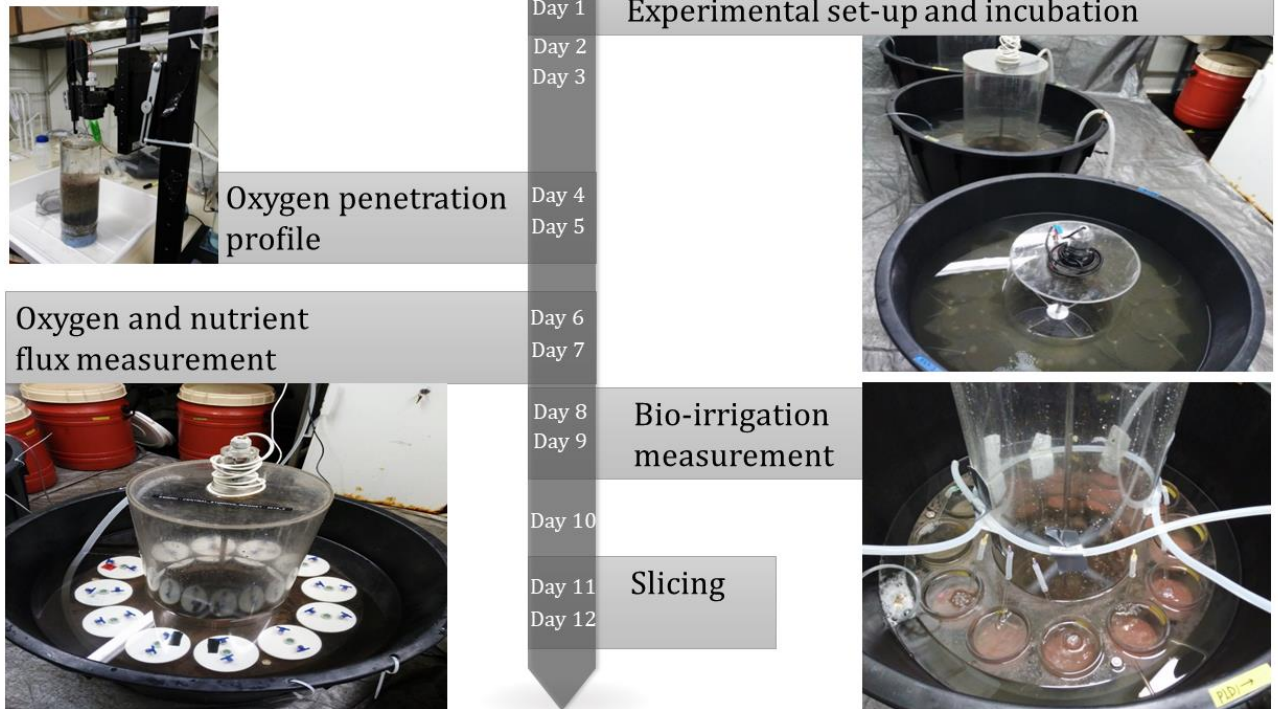 Day 1
Experimental set-up and incubation
Day 2
Day 3
Oxygen penetration
profile
Day 4
Day 5
Oxygen and nutrient
flux measurement
Day 6
Day 7
Day 8
Day 9
Bio-irrigation
measurement
Day 10
Day 11
Day 12
Slicing